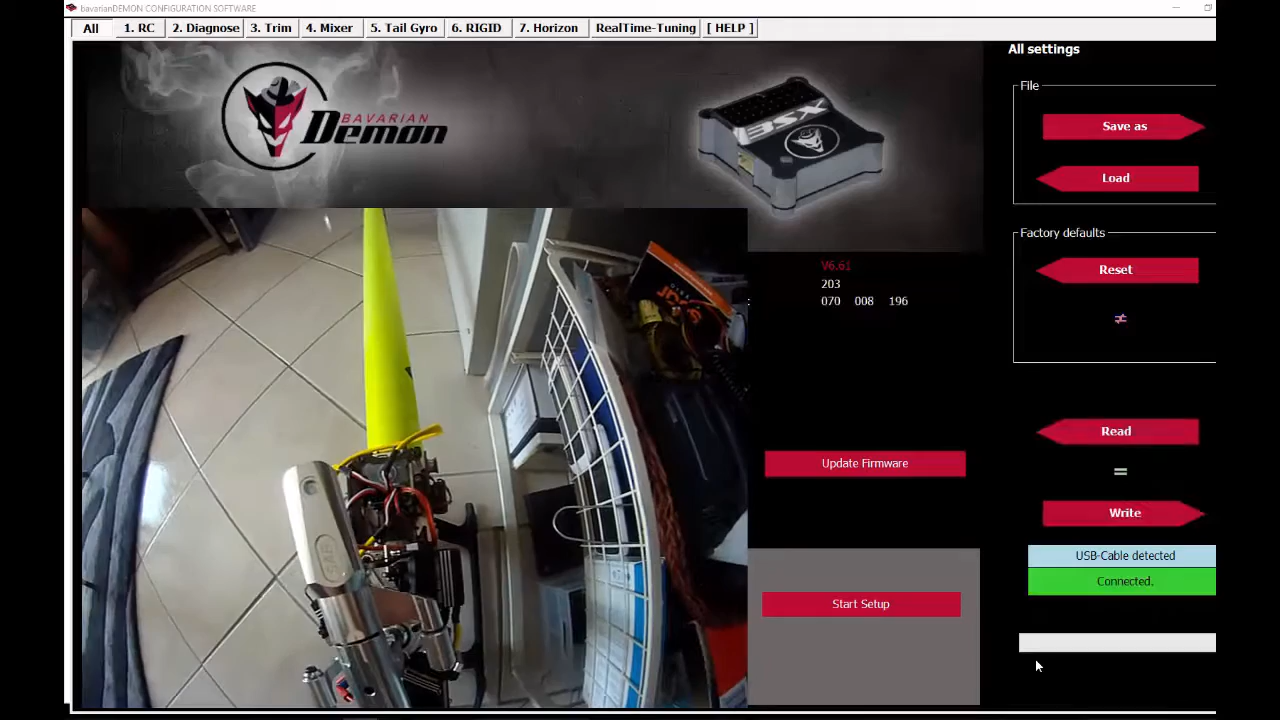 bavarianDEMON CONFIGURATION SOFTWARE
All 1. RC 2. Diagnose 3. Trim 4. Mixer 5. Tail Gyro 6. RIGID 7. Horizon RealTime-Tuning [ HELP ]
All settings
File
Save as
Load
BAVARIAN
Demon
3SX
V6.61
203
: 070 008 196
Factory defaults
Reset
≠
Read
=
Write
Update Firmware
USB-Cable detected
Connected.
Start Setup
SAB